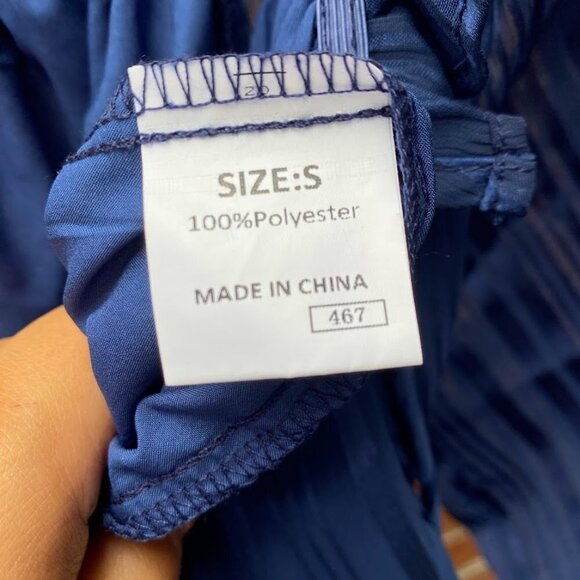 SIZE:S
100%Polyester
MADE IN CHINA
467